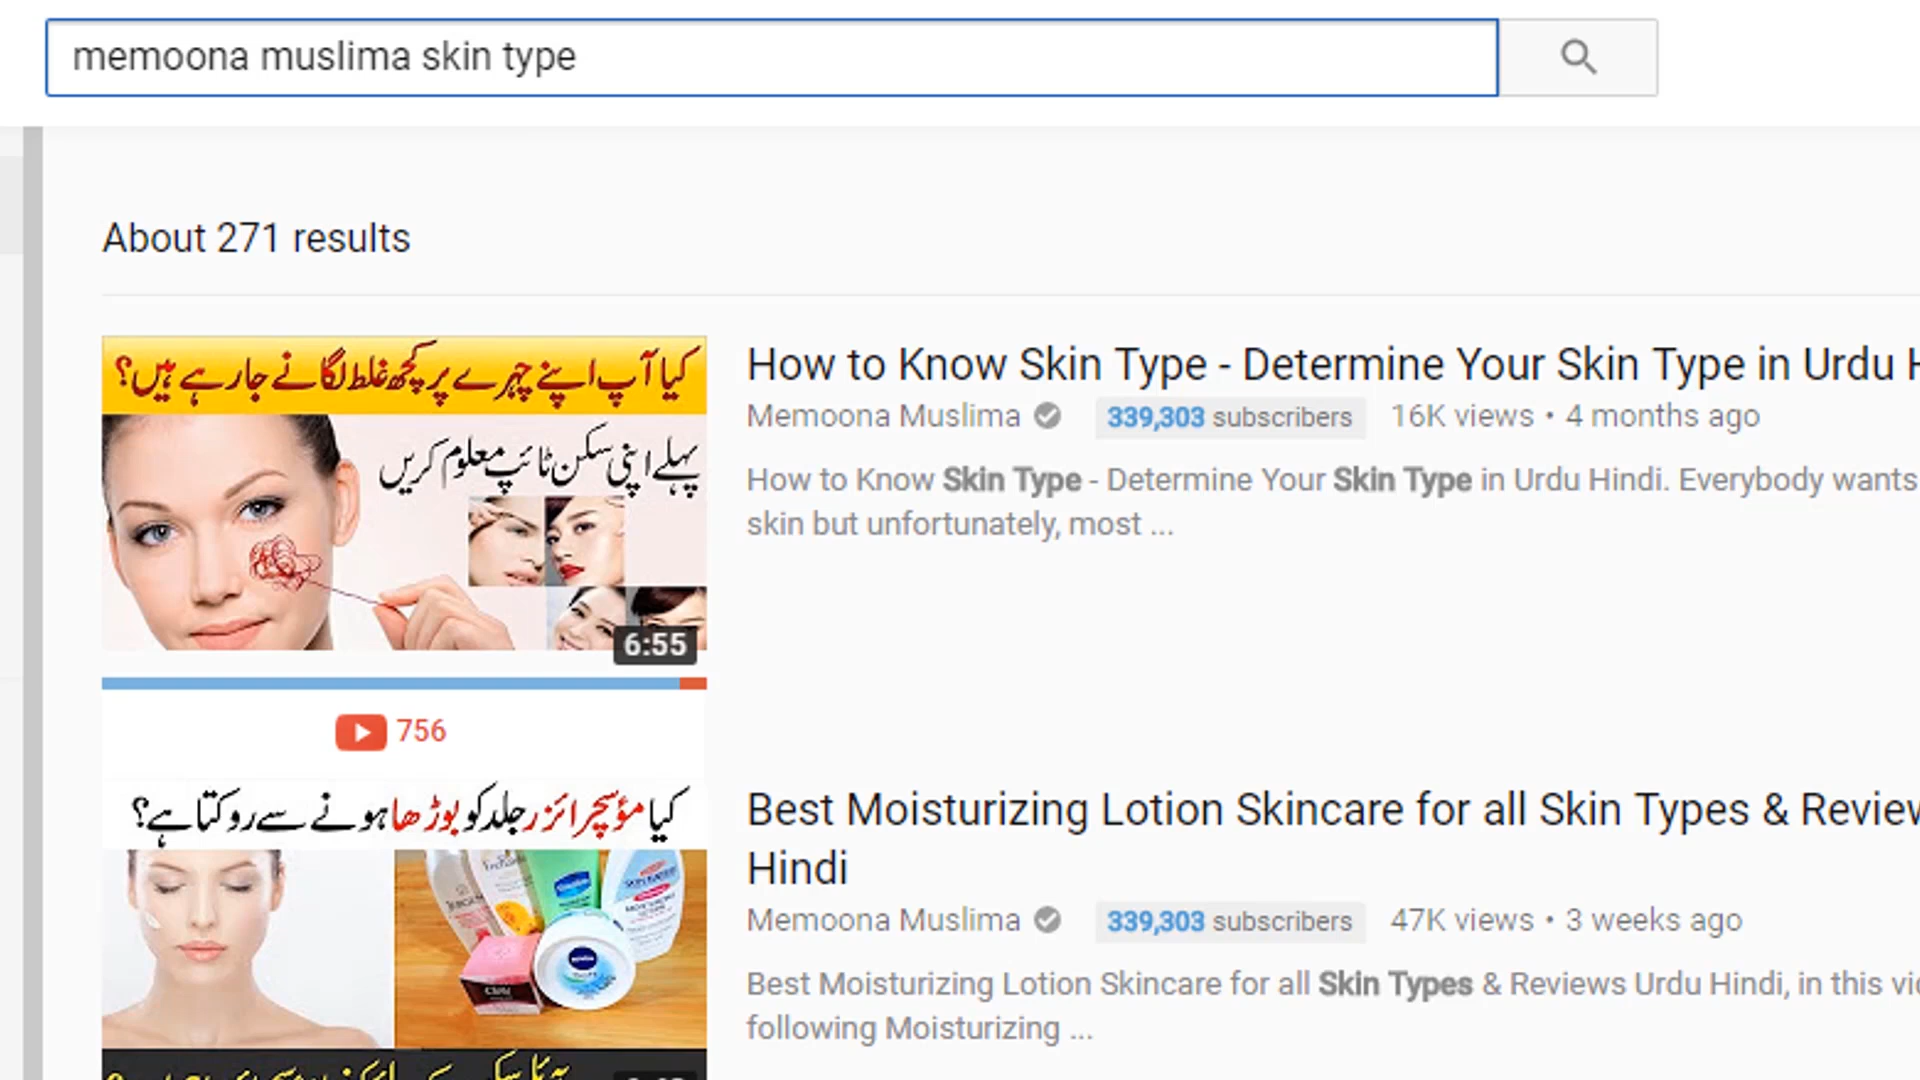 memoona muslima skin type
About 271 results
کیا آپ اپنے چہرے پر کچھ غلط لگانے جارہے ہیں؟
پہلے اپنی سکن ٹائپ معلوم کریں
6:55
756
How to Know Skin Type - Determine Your Skin Type in Urdu H
Memoona Muslima 339,303 subscribers 16K views • 4 months ago
How to Know Skin Type - Determine Your Skin Type in Urdu Hindi. Everybody wants
skin but unfortunately, most ...
کیا مؤسچرائزر جلد کو بوڑھا ہونے سے روکتا ہے؟
NIVEA
Best Moisturizing Lotion Skincare for all Skin Types & Review
Hindi
Memoona Muslima 339,303 subscribers 47K views • 3 weeks ago
Best Moisturizing Lotion Skincare for all Skin Types & Reviews Urdu Hindi, in this vi
following Moisturizing ...